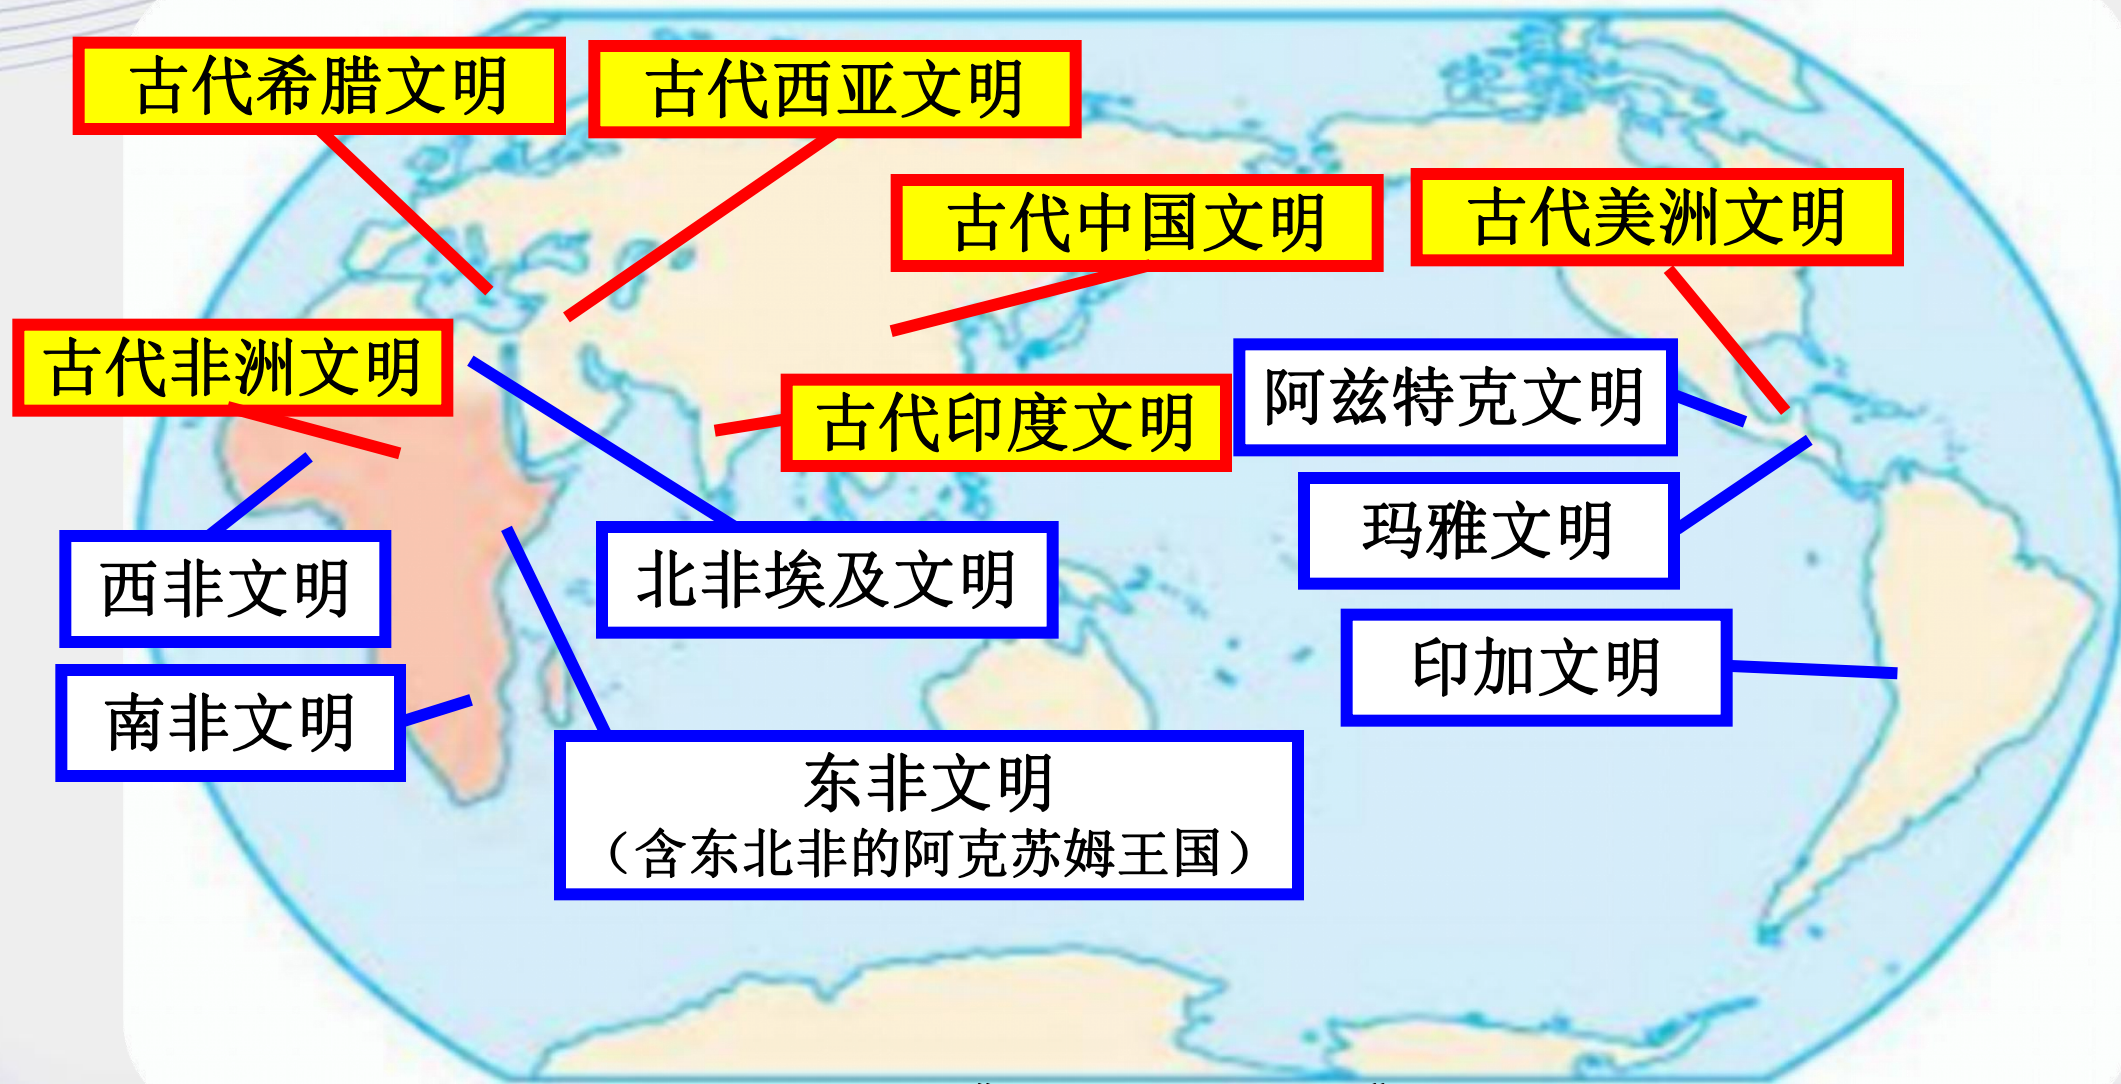 古代希腊文明
古代西亚文明
古代中国文明
古代美洲文明
古代非洲文明
阿兹特克文明
古代印度文明
玛雅文明
西非文明
北非埃及文明
印加文明
南非文明
东非文明
（含东北非的阿克苏姆王国）